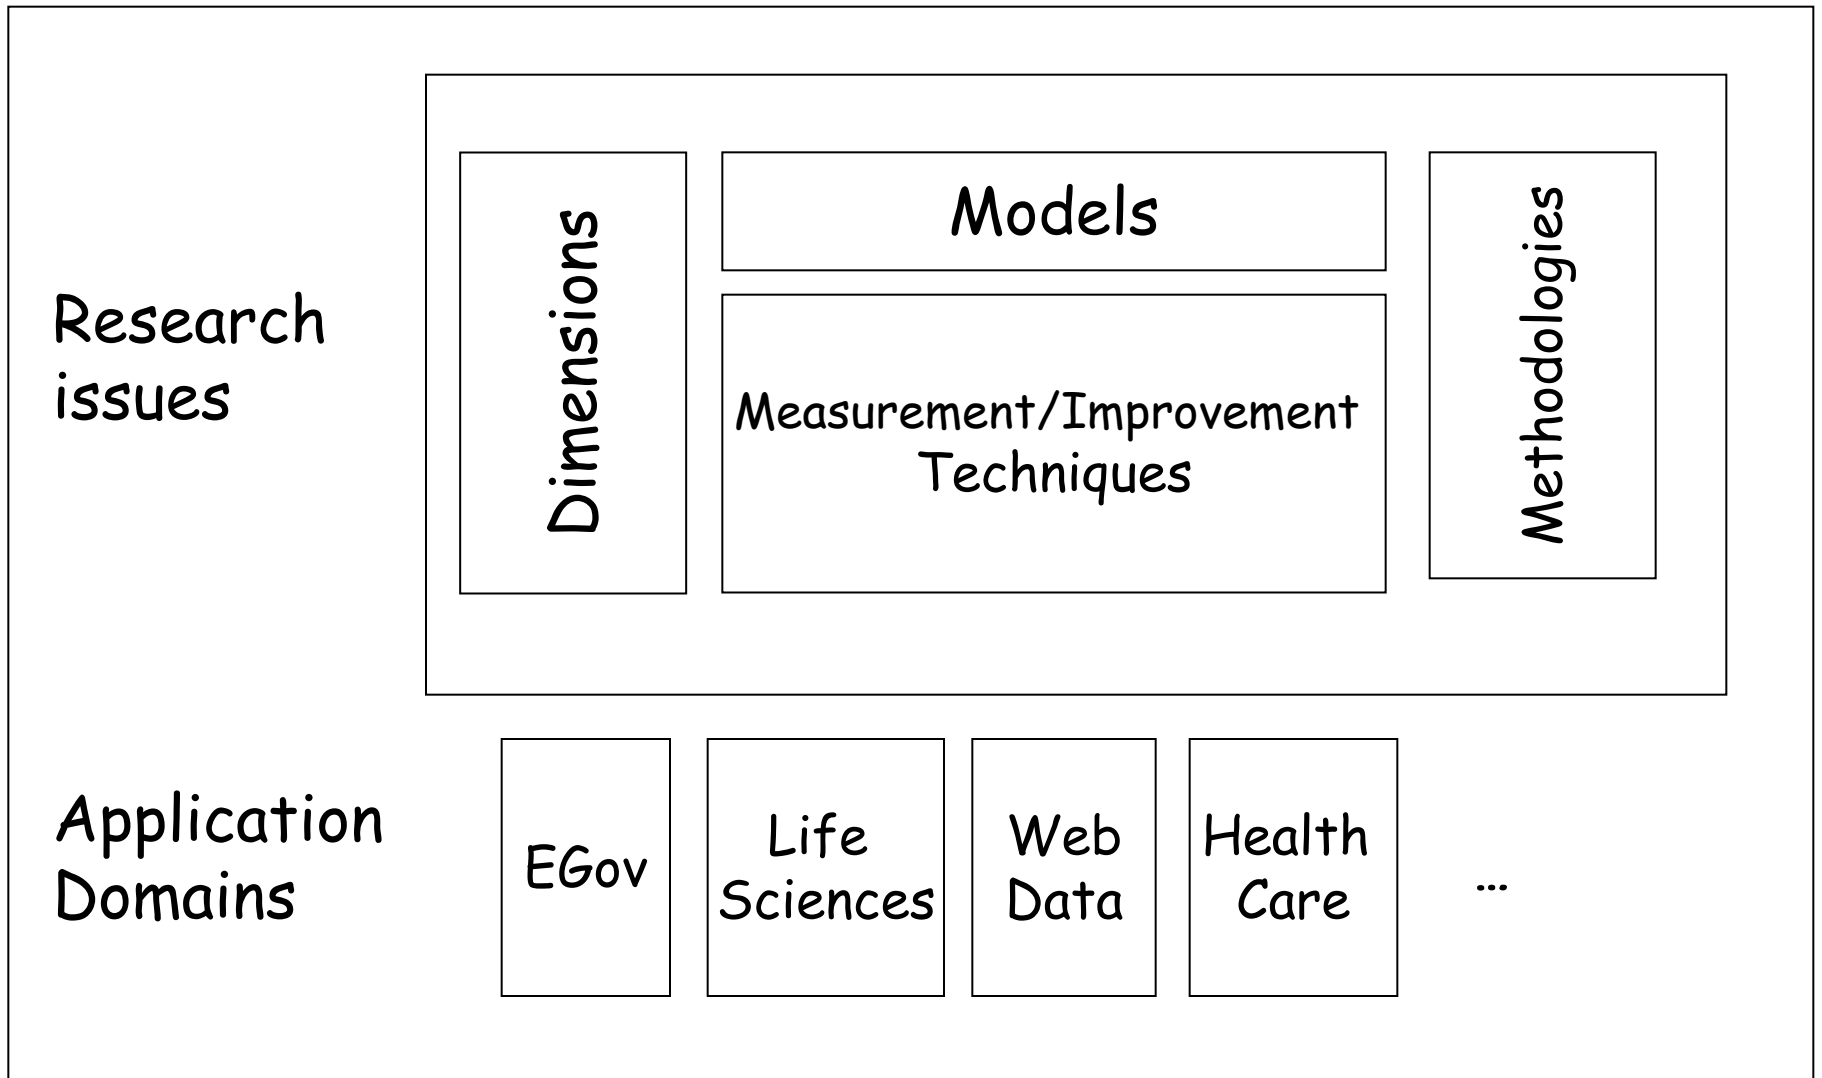 Research
issues
Dimensions
Models
Measurement/Improvement
Techniques
Methodologies
Application
Domains
EGov
Life
Sciences
Web
Data
Health
Care
...